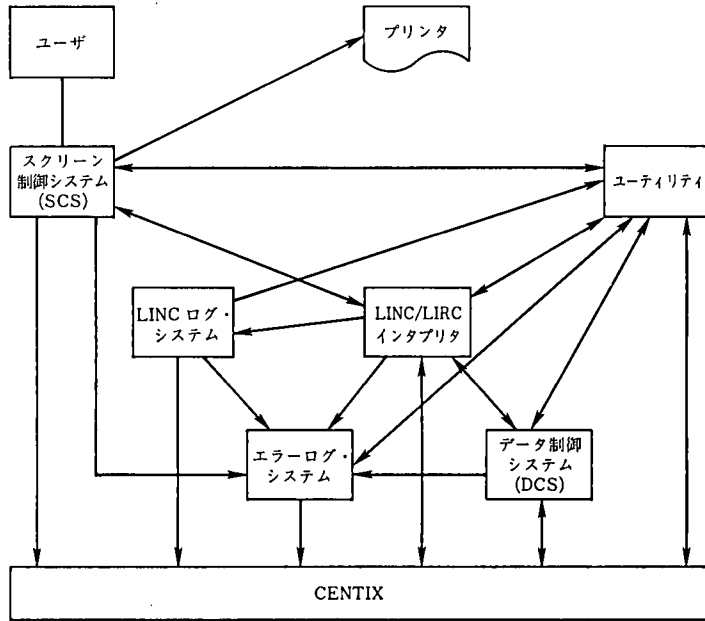 ユーザ
プリンタ
スクリーン
制御システム
(SCS)
ユーティリティ
LINC ログ・
システム
LINC/LIRC
インタプリタ
エラーログ・
システム
データ制御
システム
(DCS)
CENTIX